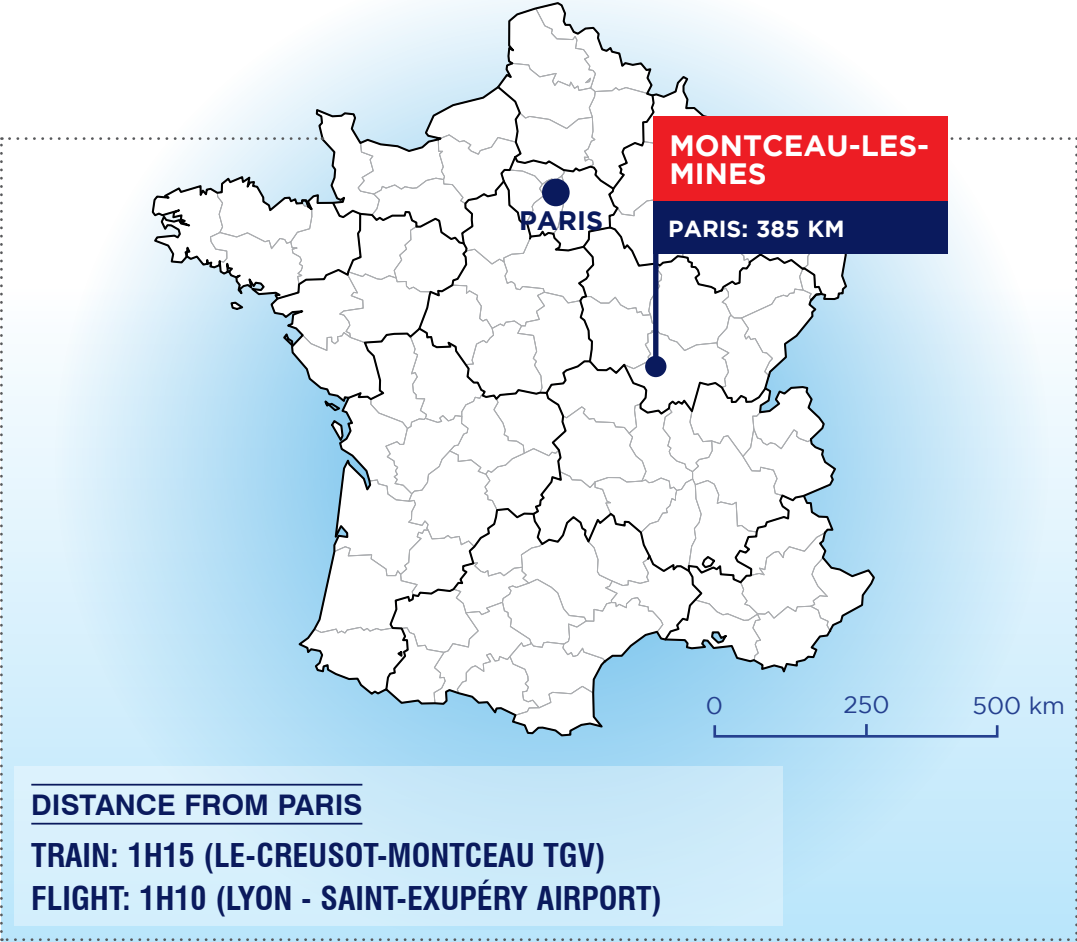 MONTCEAU-LES-
MINES
PARIS: 385 KM
PARIS
0 250 500 km
DISTANCE FROM PARIS
TRAIN: 1H15 (LE-CREUSOT-MONTCEAU TGV)
FLIGHT: 1H10 (LYON - SAINT-EXUPÉRY AIRPORT)